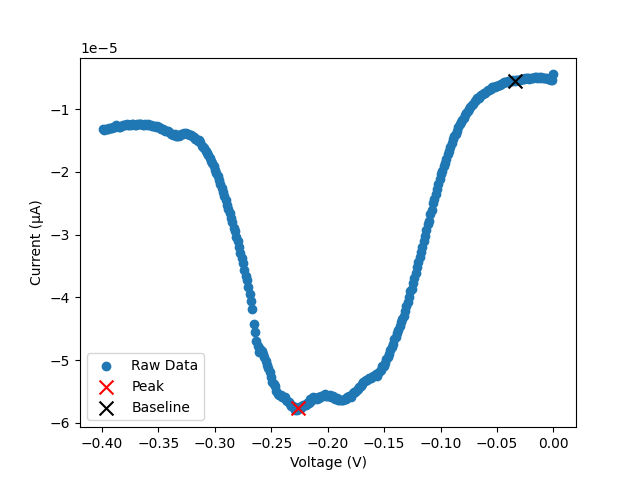 1e−5
−1
−2
−3
−4
−5
−6
Current (μA)
Raw Data
Peak
Baseline
−0.40 −0.35 −0.30 −0.25 −0.20 −0.15 −0.10 −0.05 0.00
Voltage (V)